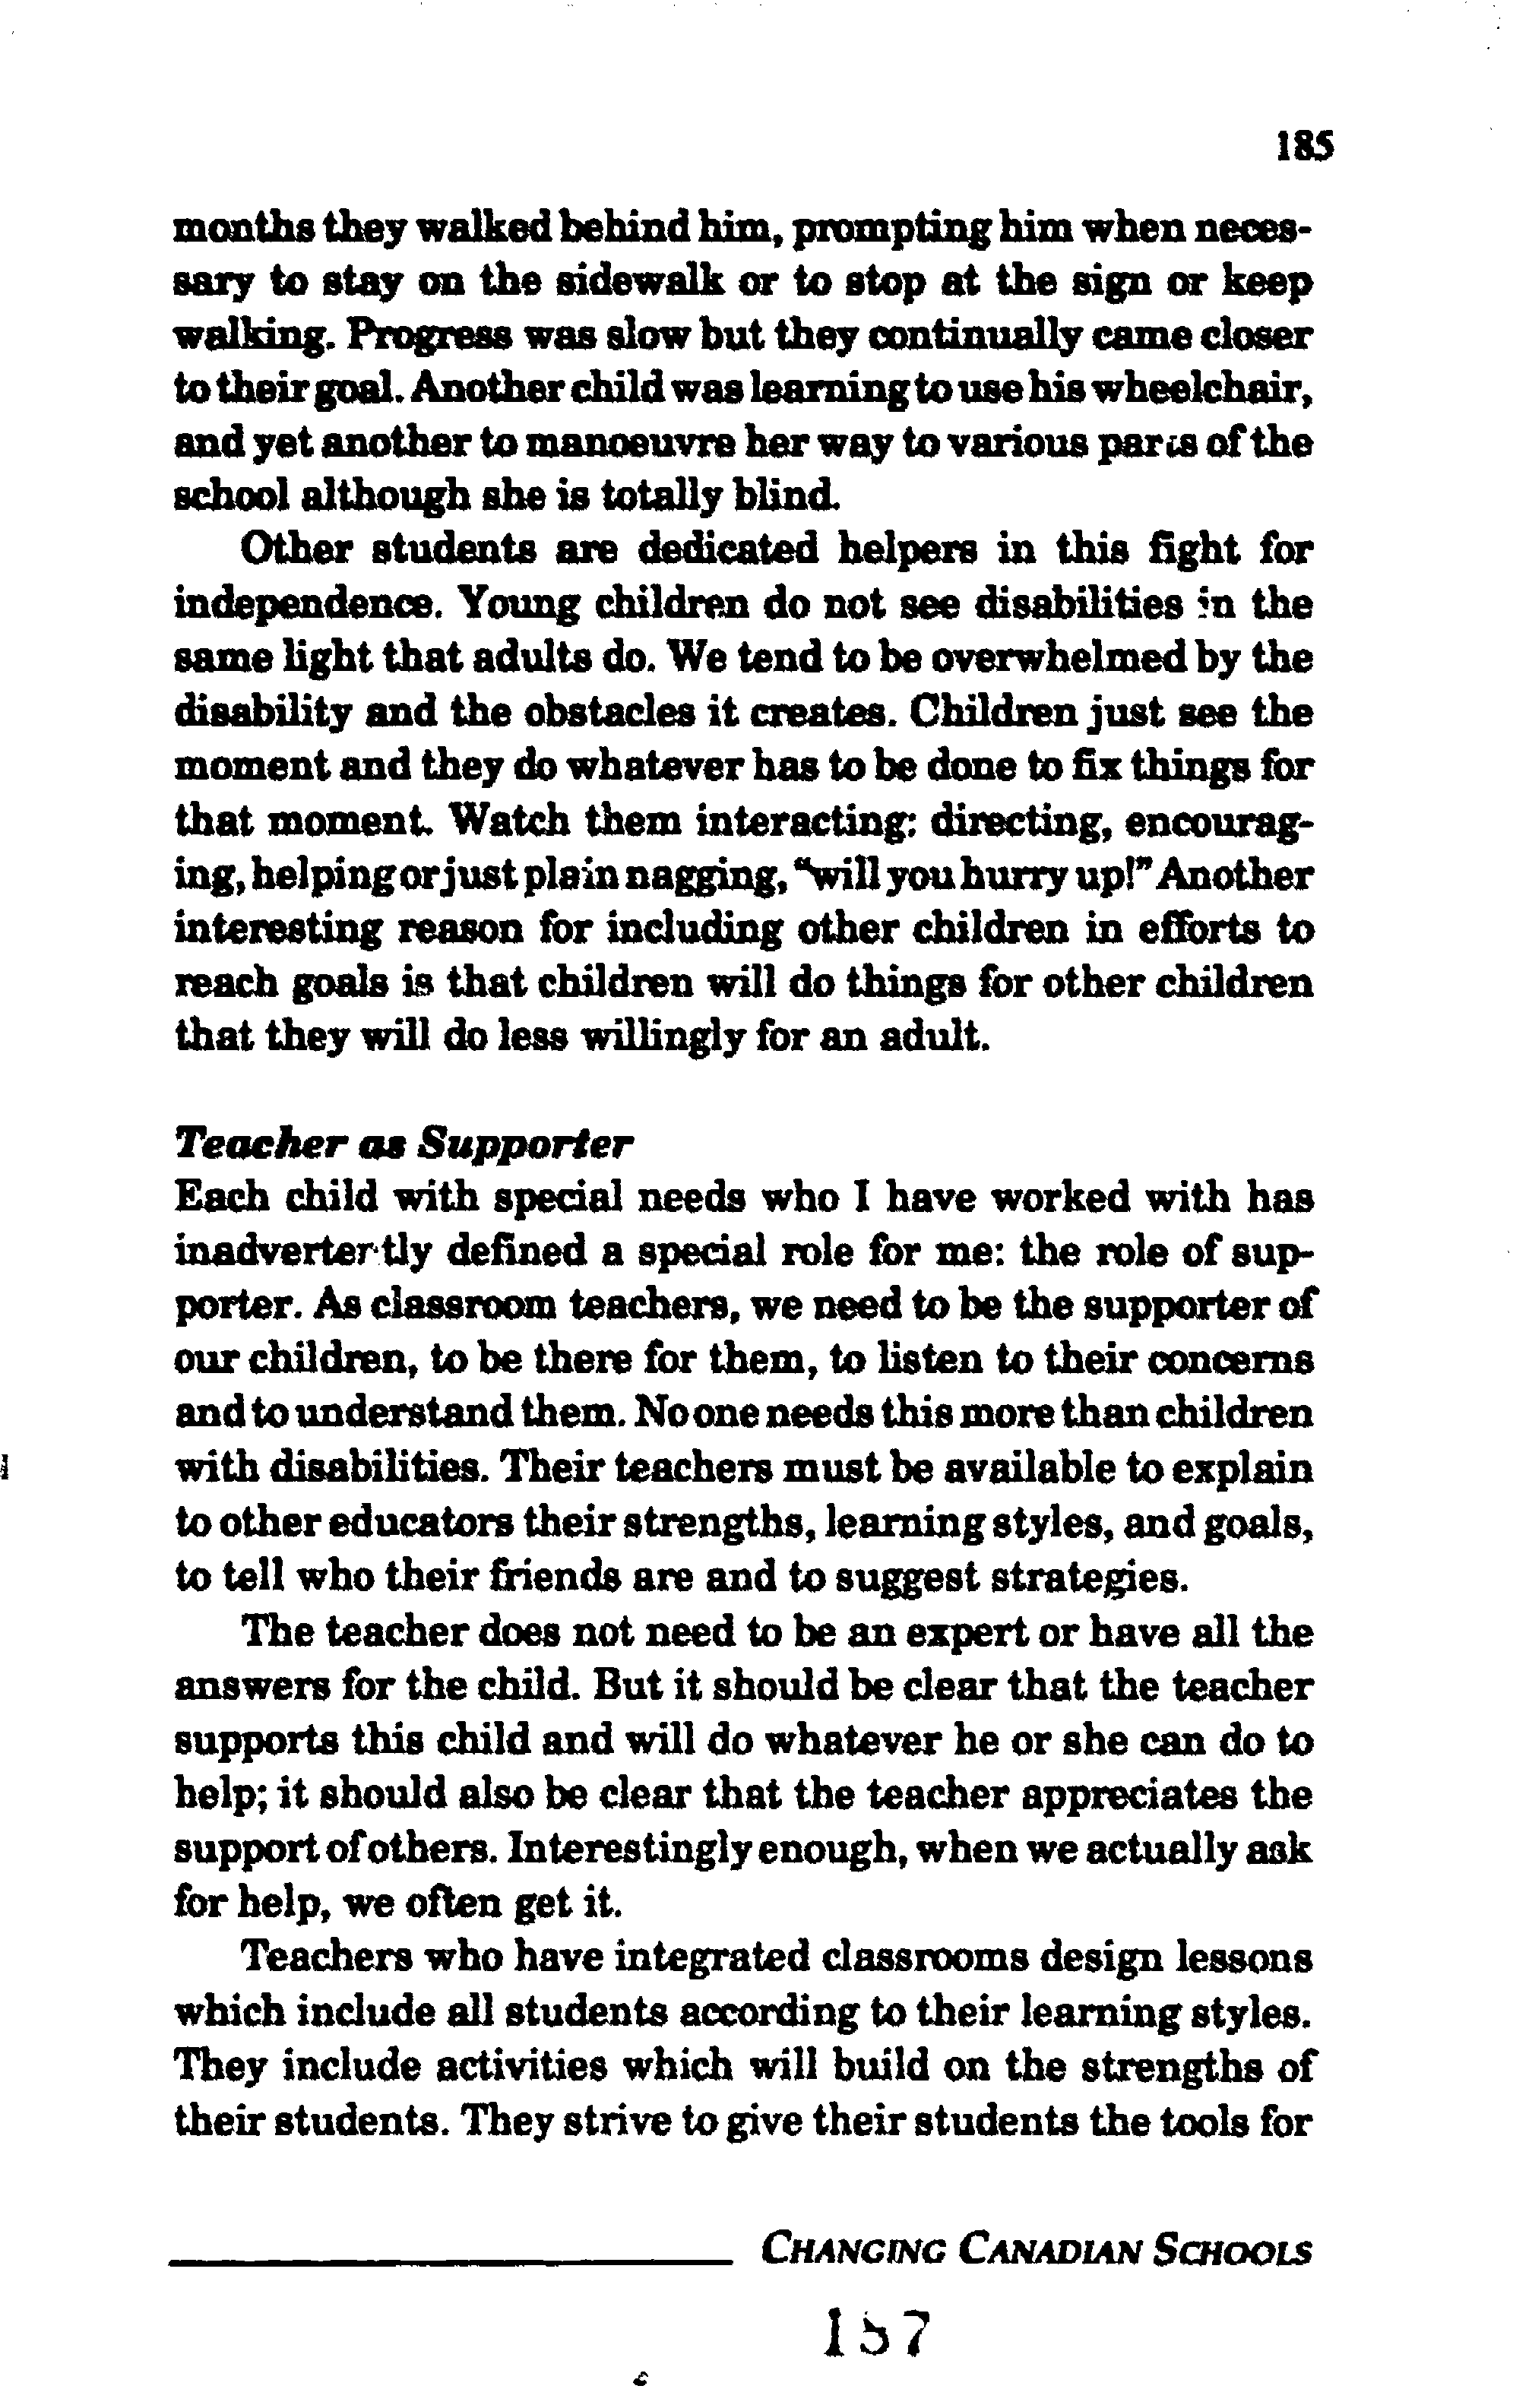 185
months they walked behind him, prompting him when neces-
sary to stay on the sidewalk or to stop at the sign or keep
walking. Progress was slow but they continually came closer
to their goal. Another child was learning to use his wheelchair,
and yet another to manoeuvre her way to various parts of the
school although she is totally blind.
Other students are dedicated helpers in this fight for
independence. Young children do not see disabilities in the
same light that adults do. We tend to be overwhelmed by the
disability and the obstacles it creates. Children just see the
moment and they do whatever has to be done to fix things for
that moment. Watch them interacting: directing, encourag-
ing, helping or just plain nagging, “will you hurry up!” Another
interesting reason for including other children in efforts to
reach goals is that children will do things for other children
that they will do less willingly for an adult.
Teacher as Supporter
Each child with special needs who I have worked with has
inadvertently defined a special role for me: the role of sup-
porter. As classroom teachers, we need to be the supporter of
our children, to be there for them, to listen to their concerns
and to understand them. No one needs this more than children
with disabilities. Their teachers must be available to explain
to other educators their strengths, learning styles, and goals,
to tell who their friends are and to suggest strategies.
The teacher does not need to be an expert or have all the
answers for the child. But it should be clear that the teacher
supports this child and will do whatever he or she can do to
help; it should also be clear that the teacher appreciates the
support of others. Interestingly enough, when we actually ask
for help, we often get it.
Teachers who have integrated classrooms design lessons
which include all students according to their learning styles.
They include activities which will build on the strengths of
their students. They strive to give their students the tools for
CHANGING CANADIAN SCHOOLS